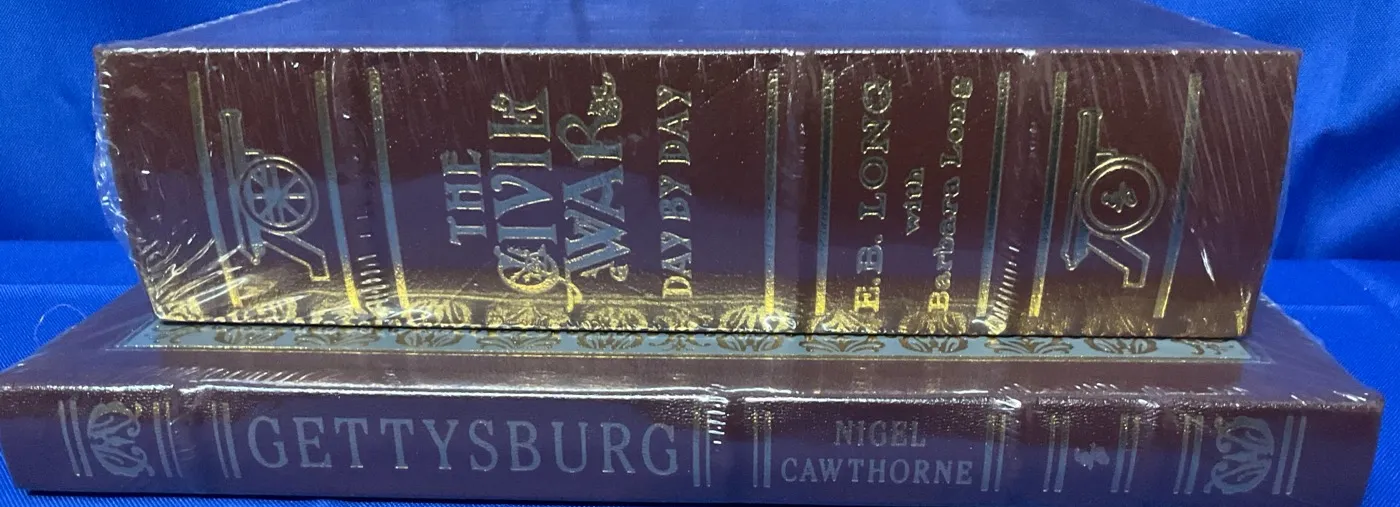 THE
CIVIL
WAR
DAY BY DAY
E.B. LONG
with
Barbara Long
GETTYSBURG
NIGEL
CAWTHORNE